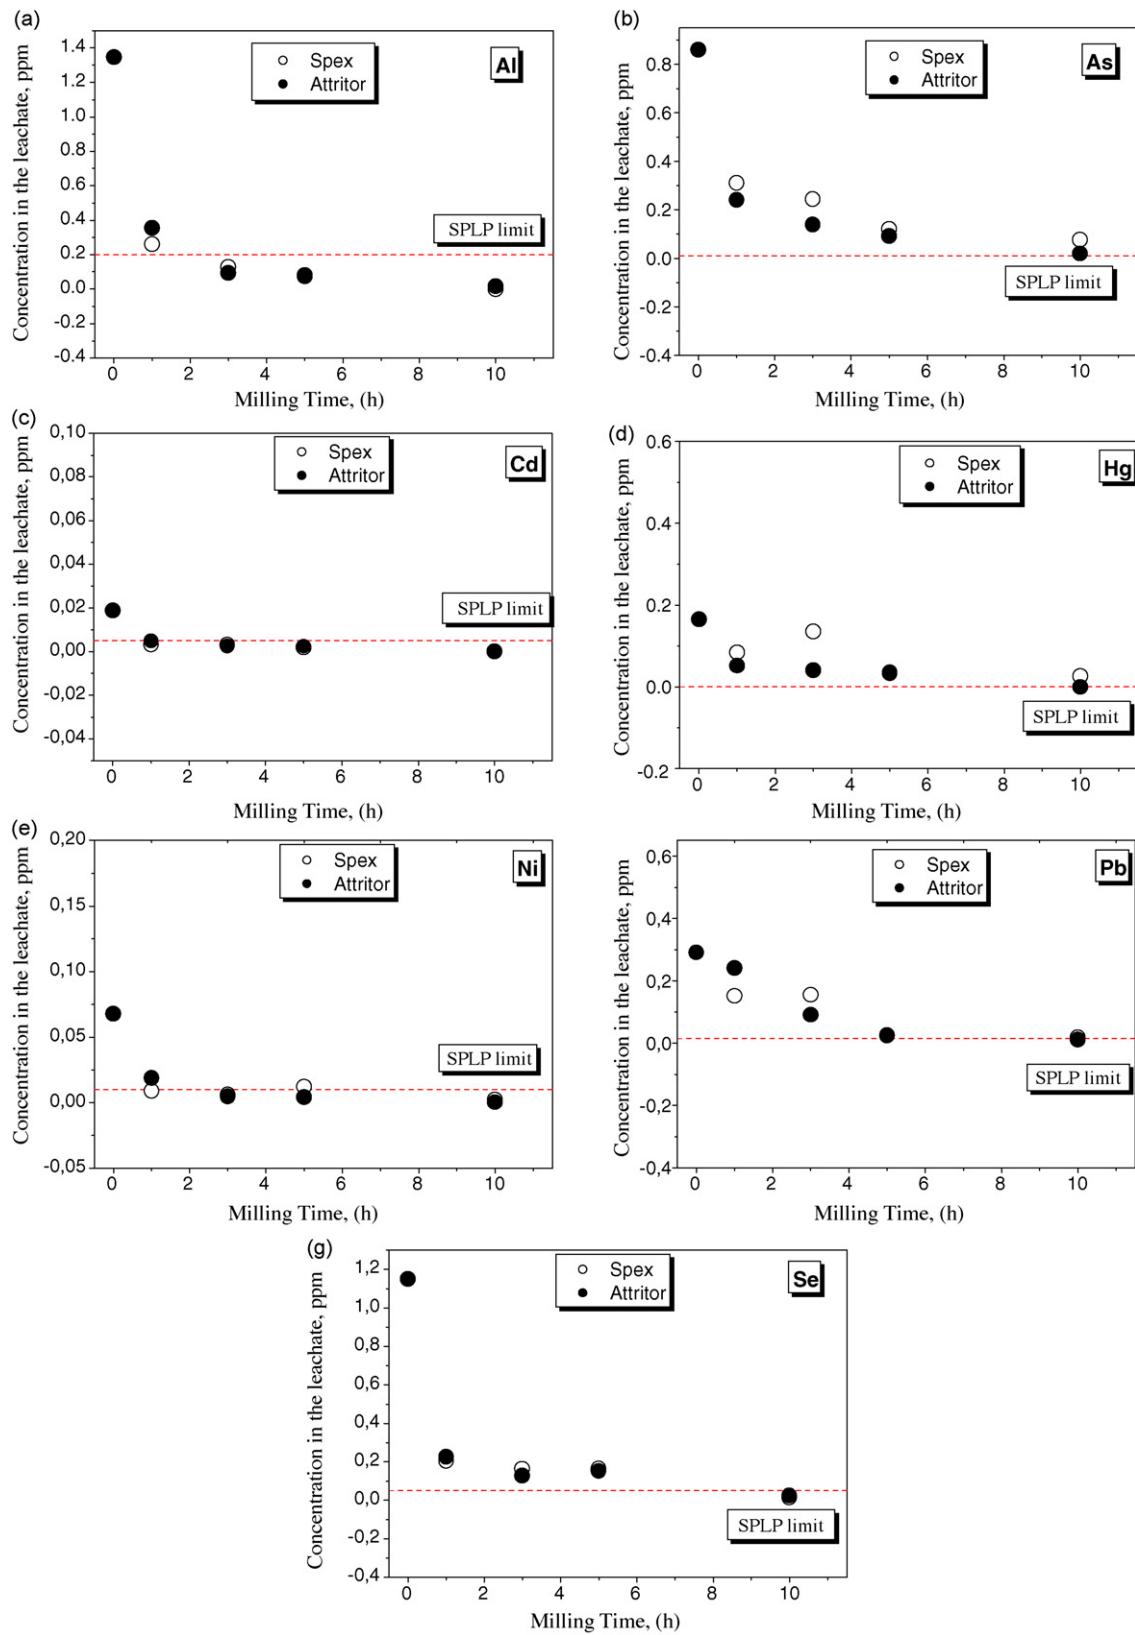 (a)
Concentration in the leachate, ppm
1.4
1.2
1.0
0.8
0.6
0.4
0.2
0.0
-0.2
-0.4
Spex
Attritor
Al
SPLP limit
0 2 4 6 8 10
Milling Time, (h)
(b)
Concentration in the leachate, ppm
0.8
0.6
0.4
0.2
0.0
-0.2
-0.4
Spex
Attritor
As
SPLP limit
0 2 4 6 8 10
Milling Time, (h)
(c)
Concentration in the leachate, ppm
0,10
0,08
0,06
0,04
0,02
0,00
-0,02
-0,04
Spex
Attritor
Cd
SPLP limit
0 2 4 6 8 10
Milling Time, (h)
(d)
Concentration in the leachate, ppm
0.6
0.4
0.2
0.0
-0.2
Spex
Attritor
Hg
SPLP limit
0 2 4 6 8 10
Milling Time, (h)
(e)
Concentration in the leachate, ppm
0,20
0,15
0,10
0,05
0,00
-0,05
Spex
Attritor
Ni
SPLP limit
0 2 4 6 8 10
Milling Time, (h)
Concentration in the leachate, ppm
0,6
0,4
0,2
0,0
-0,2
-0,4
Spex
Attritor
Pb
SPLP limit
0 2 4 6 8 10
Milling Time, (h)
(g)
Concentration in the leachate, ppm
1,2
1,0
0,8
0,6
0,4
0,2
0,0
-0,2
-0,4
Spex
Attritor
Se
SPLP limit
0 2 4 6 8 10
Milling Time, (h)